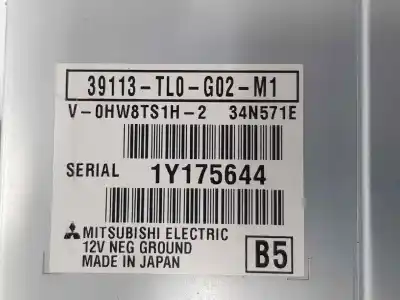 39113-TL0-G02-M1
V-0HW8TS1H-2 34N571E
SERIAL 1Y175644
MITSUBISHI ELECTRIC
12V NEG GROUND
MADE IN JAPAN B5